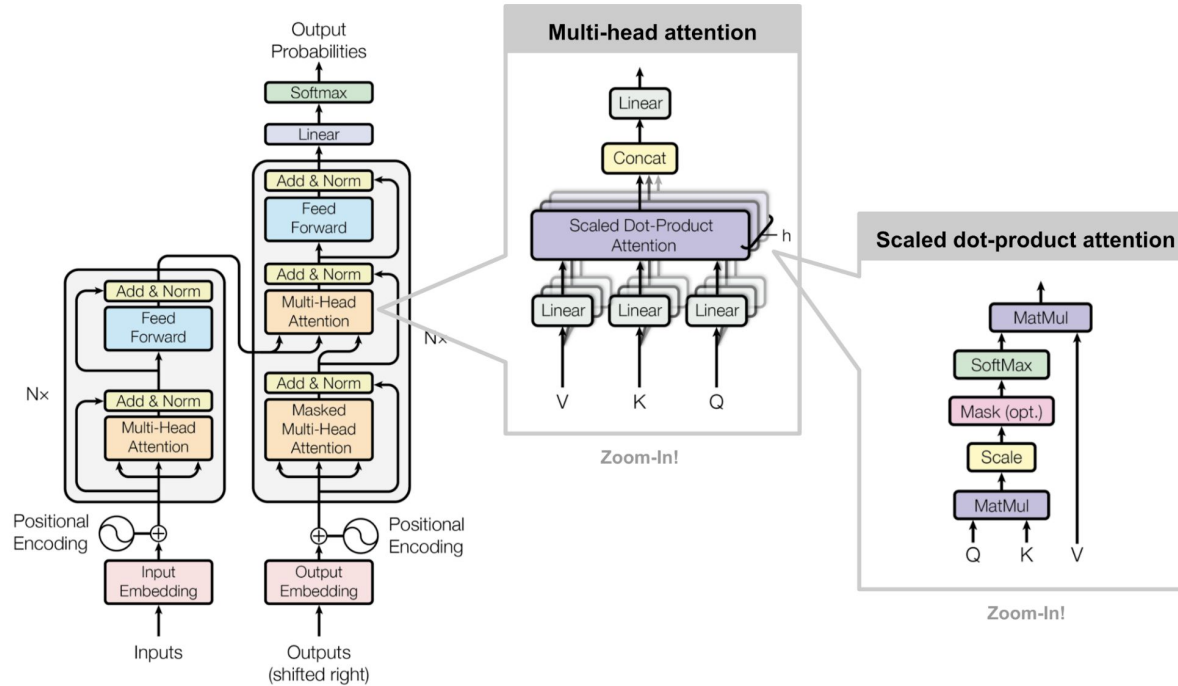 Output
Probabilities
Softmax
Linear
Add & Norm
Feed
Forward
Add & Norm
Multi-Head
Attention
Nx
Add & Norm
Masked
Multi-Head
Attention
Add & Norm
Feed
Forward
Nx
Add & Norm
Multi-Head
Attention
Positional
Encoding
Positional
Encoding
Input
Embedding
Output
Embedding
Inputs
Outputs
(shifted right)
Multi-head attention
Linear
Concat
Scaled Dot-Product
Attention
h
Linear
Linear
Linear
V
K
Q
Zoom-In!
Scaled dot-product attention
MatMul
SoftMax
Mask (opt.)
Scale
MatMul
Q
K
V
Zoom-In!